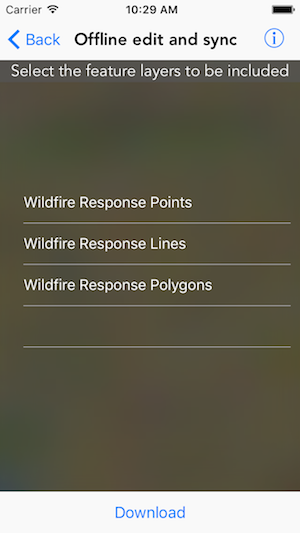 Carrier 10:29 AM
Back Offline edit and sync
Select the feature layers to be included
Wildfire Response Points
Wildfire Response Lines
Wildfire Response Polygons
Download